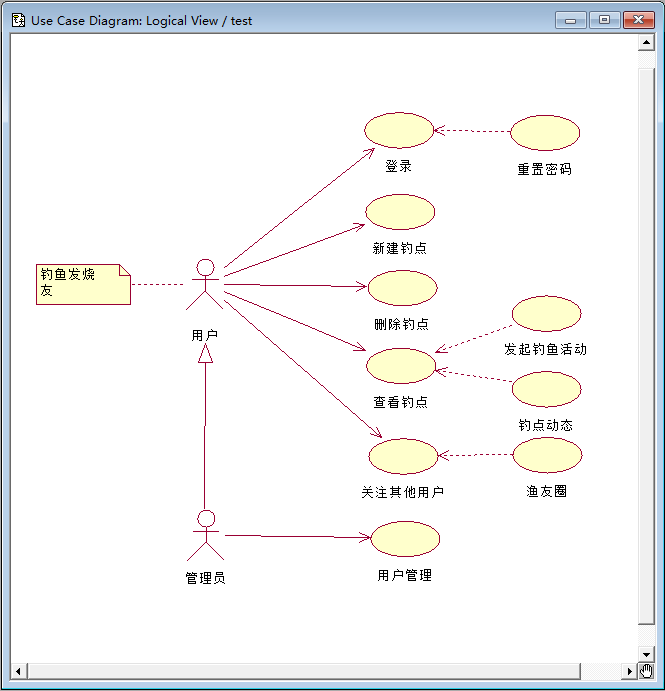 Use Case Diagram: Logical View / test
登录
重置密码
新建钓点
钓鱼发烧
友
删除钓点
用户
发起钓鱼活动
查看钓点
钓点动态
关注其他用户
渔友圈
管理员
用户管理